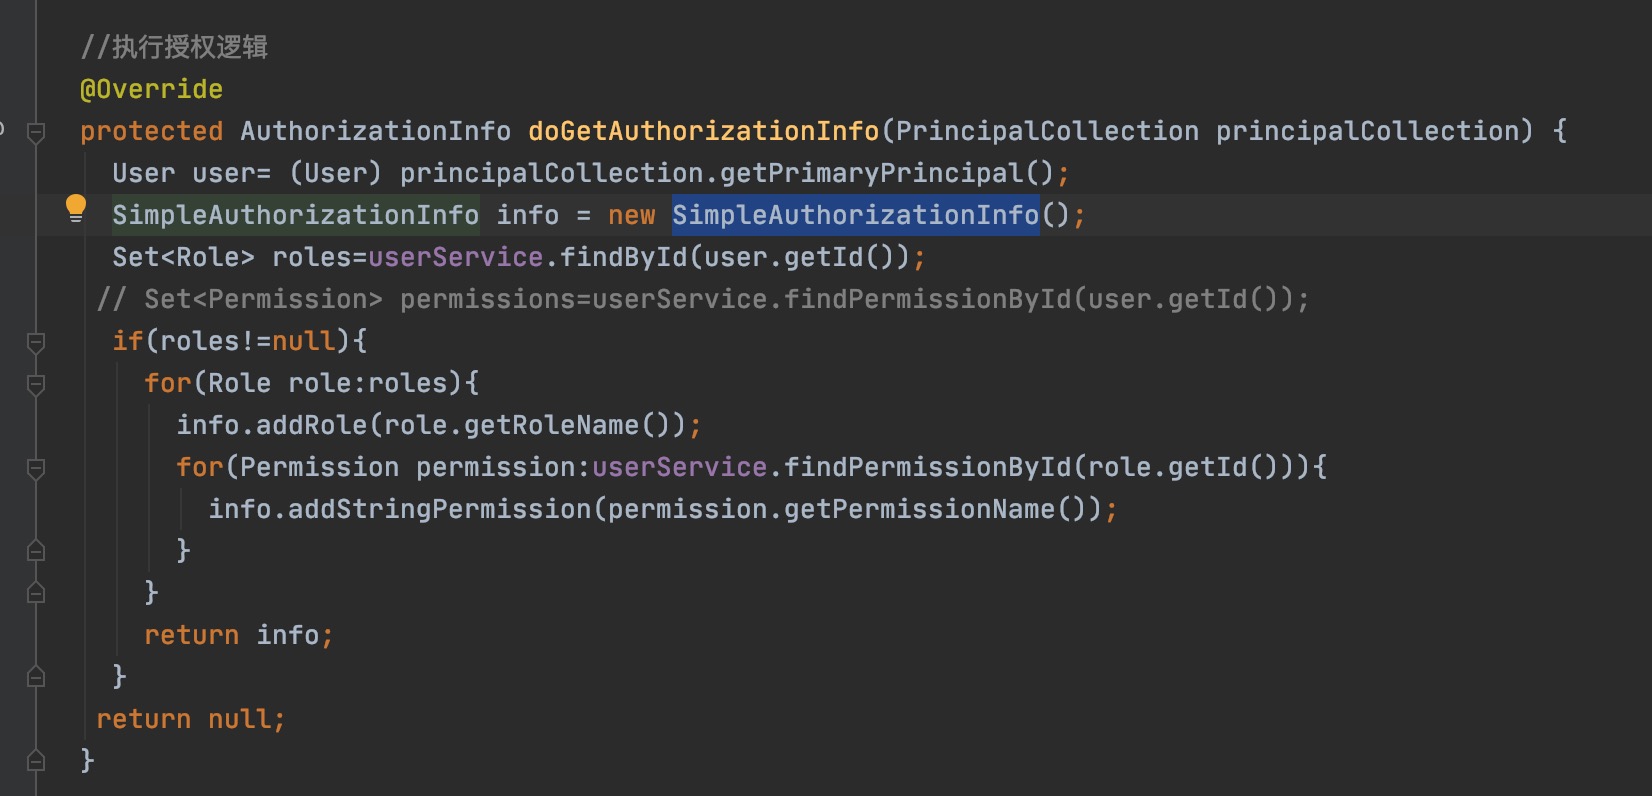 //执行授权逻辑
@Override
protected AuthorizationInfo doGetAuthorizationInfo(PrincipalCollection principalCollection) {
User user= (User) principalCollection.getPrimaryPrincipal();
SimpleAuthorizationInfo info = new SimpleAuthorizationInfo();
Set<Role> roles=userService.findById(user.getId());
// Set<Permission> permissions=userService.findPermissionById(user.getId());
if(roles!=null){
for(Role role:roles){
info.addRole(role.getRoleName());
for(Permission permission:userService.findPermissionById(role.getId())){
info.addStringPermission(permission.getPermissionName());
}
}
return info;
}
return null;
}